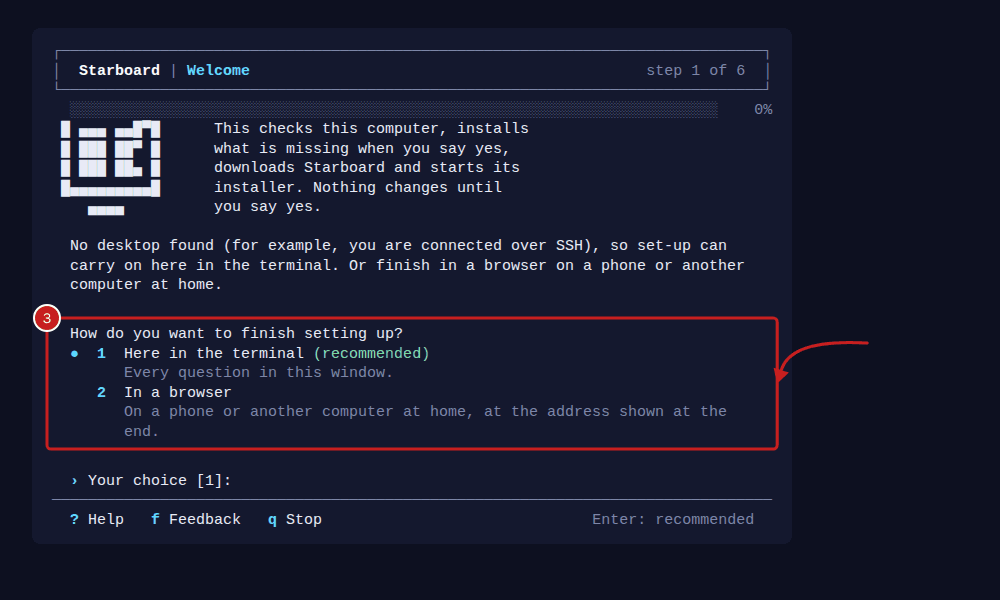 Starboard | Welcome step 1 of 6
0%
This checks this computer, installs
what is missing when you say yes,
downloads Starboard and starts its
installer. Nothing changes until
you say yes.
No desktop found (for example, you are connected over SSH), so set-up can
carry on here in the terminal. Or finish in a browser on a phone or another
computer at home.
3
How do you want to finish setting up?
● 1 Here in the terminal (recommended)
Every question in this window.
2 In a browser
On a phone or another computer at home, at the address shown at the
end.
› Your choice [1]:
? Help f Feedback q Stop Enter: recommended